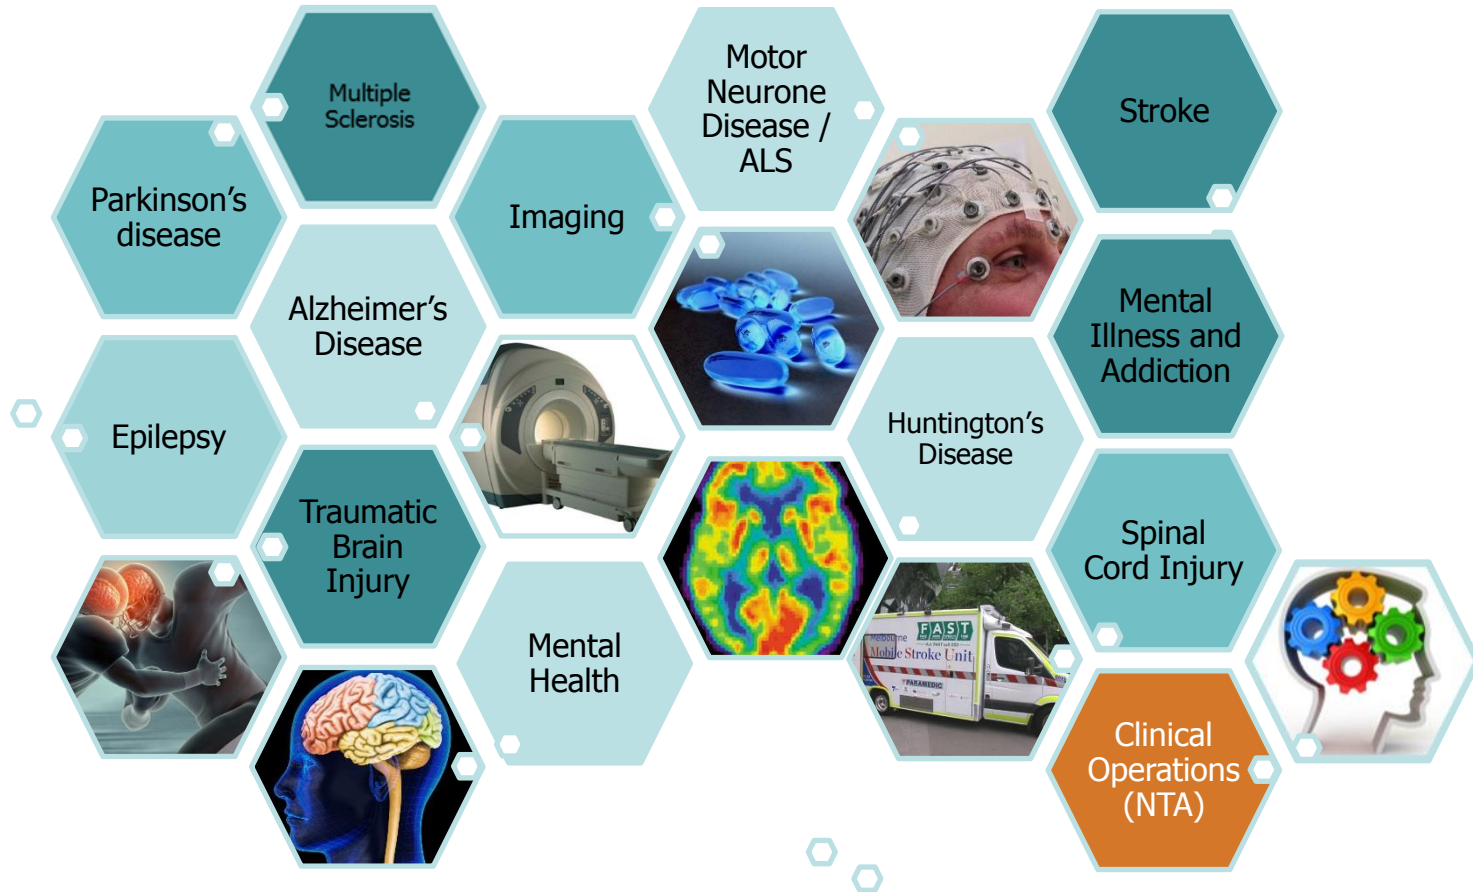 Multiple
Sclerosis
Motor
Neurone
Disease /
ALS
Stroke
Parkinson's
disease
Imaging
Alzheimer's
Disease
Mental
Illness and
Addiction
Epilepsy
Huntington's
Disease
Traumatic
Brain
Injury
Spinal
Cord Injury
Mental
Health
FAST
Melbourne
Mobile Stroke Unit
PARAMEDIC
Clinical
Operations
(NTA)